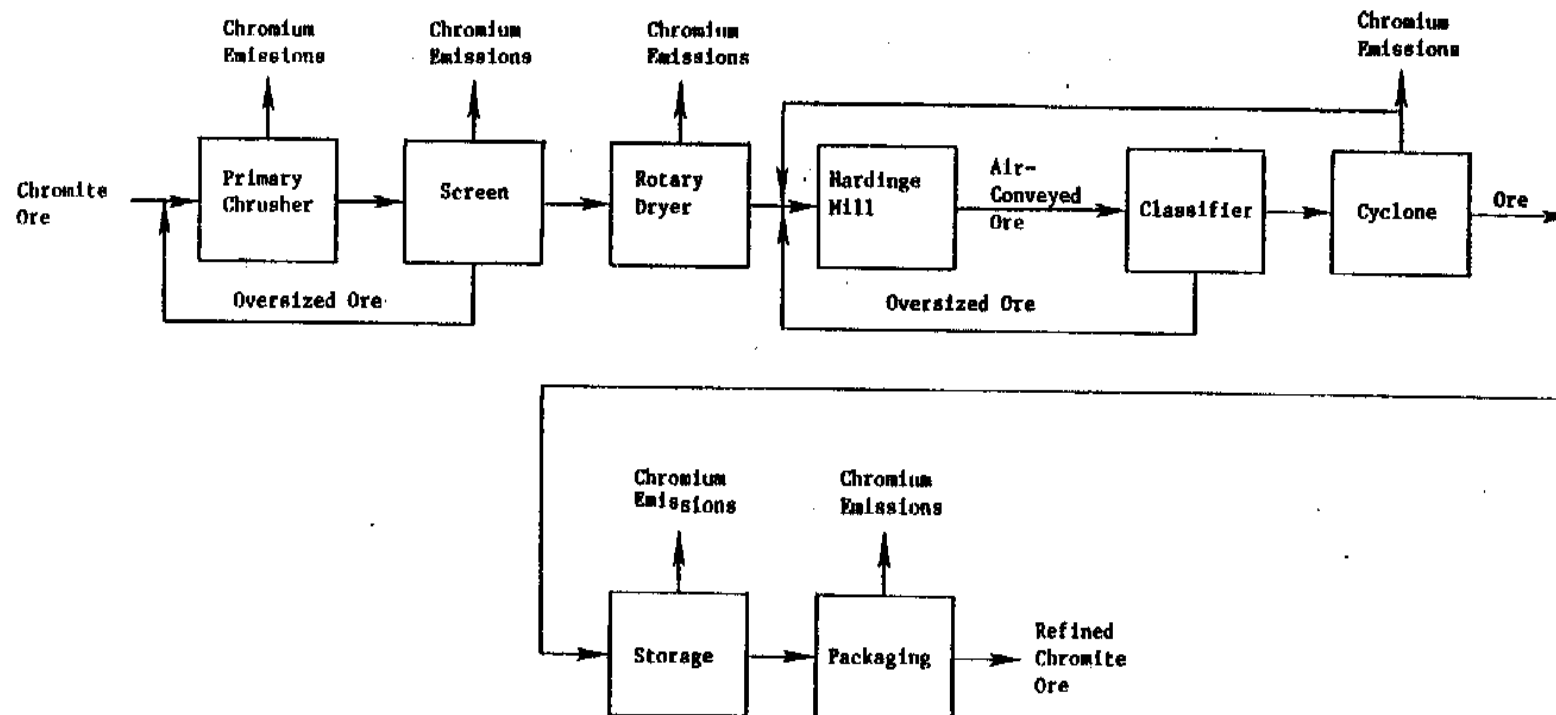 Chromium
Emissions
Chromium
Emissions
Chromium
Emissions
Chromium
Emissions
Chromite
Ore
Primary
Chrusher
Screen
Rotary
Dryer
Hardinge
Mill
Air-
Conveyed
Ore
Classifier
Cyclone
Ore
Oversized Ore
Oversized Ore
Chromium
Emissions
Chromium
Emissions
Storage
Packaging
Refined
Chromite
Ore